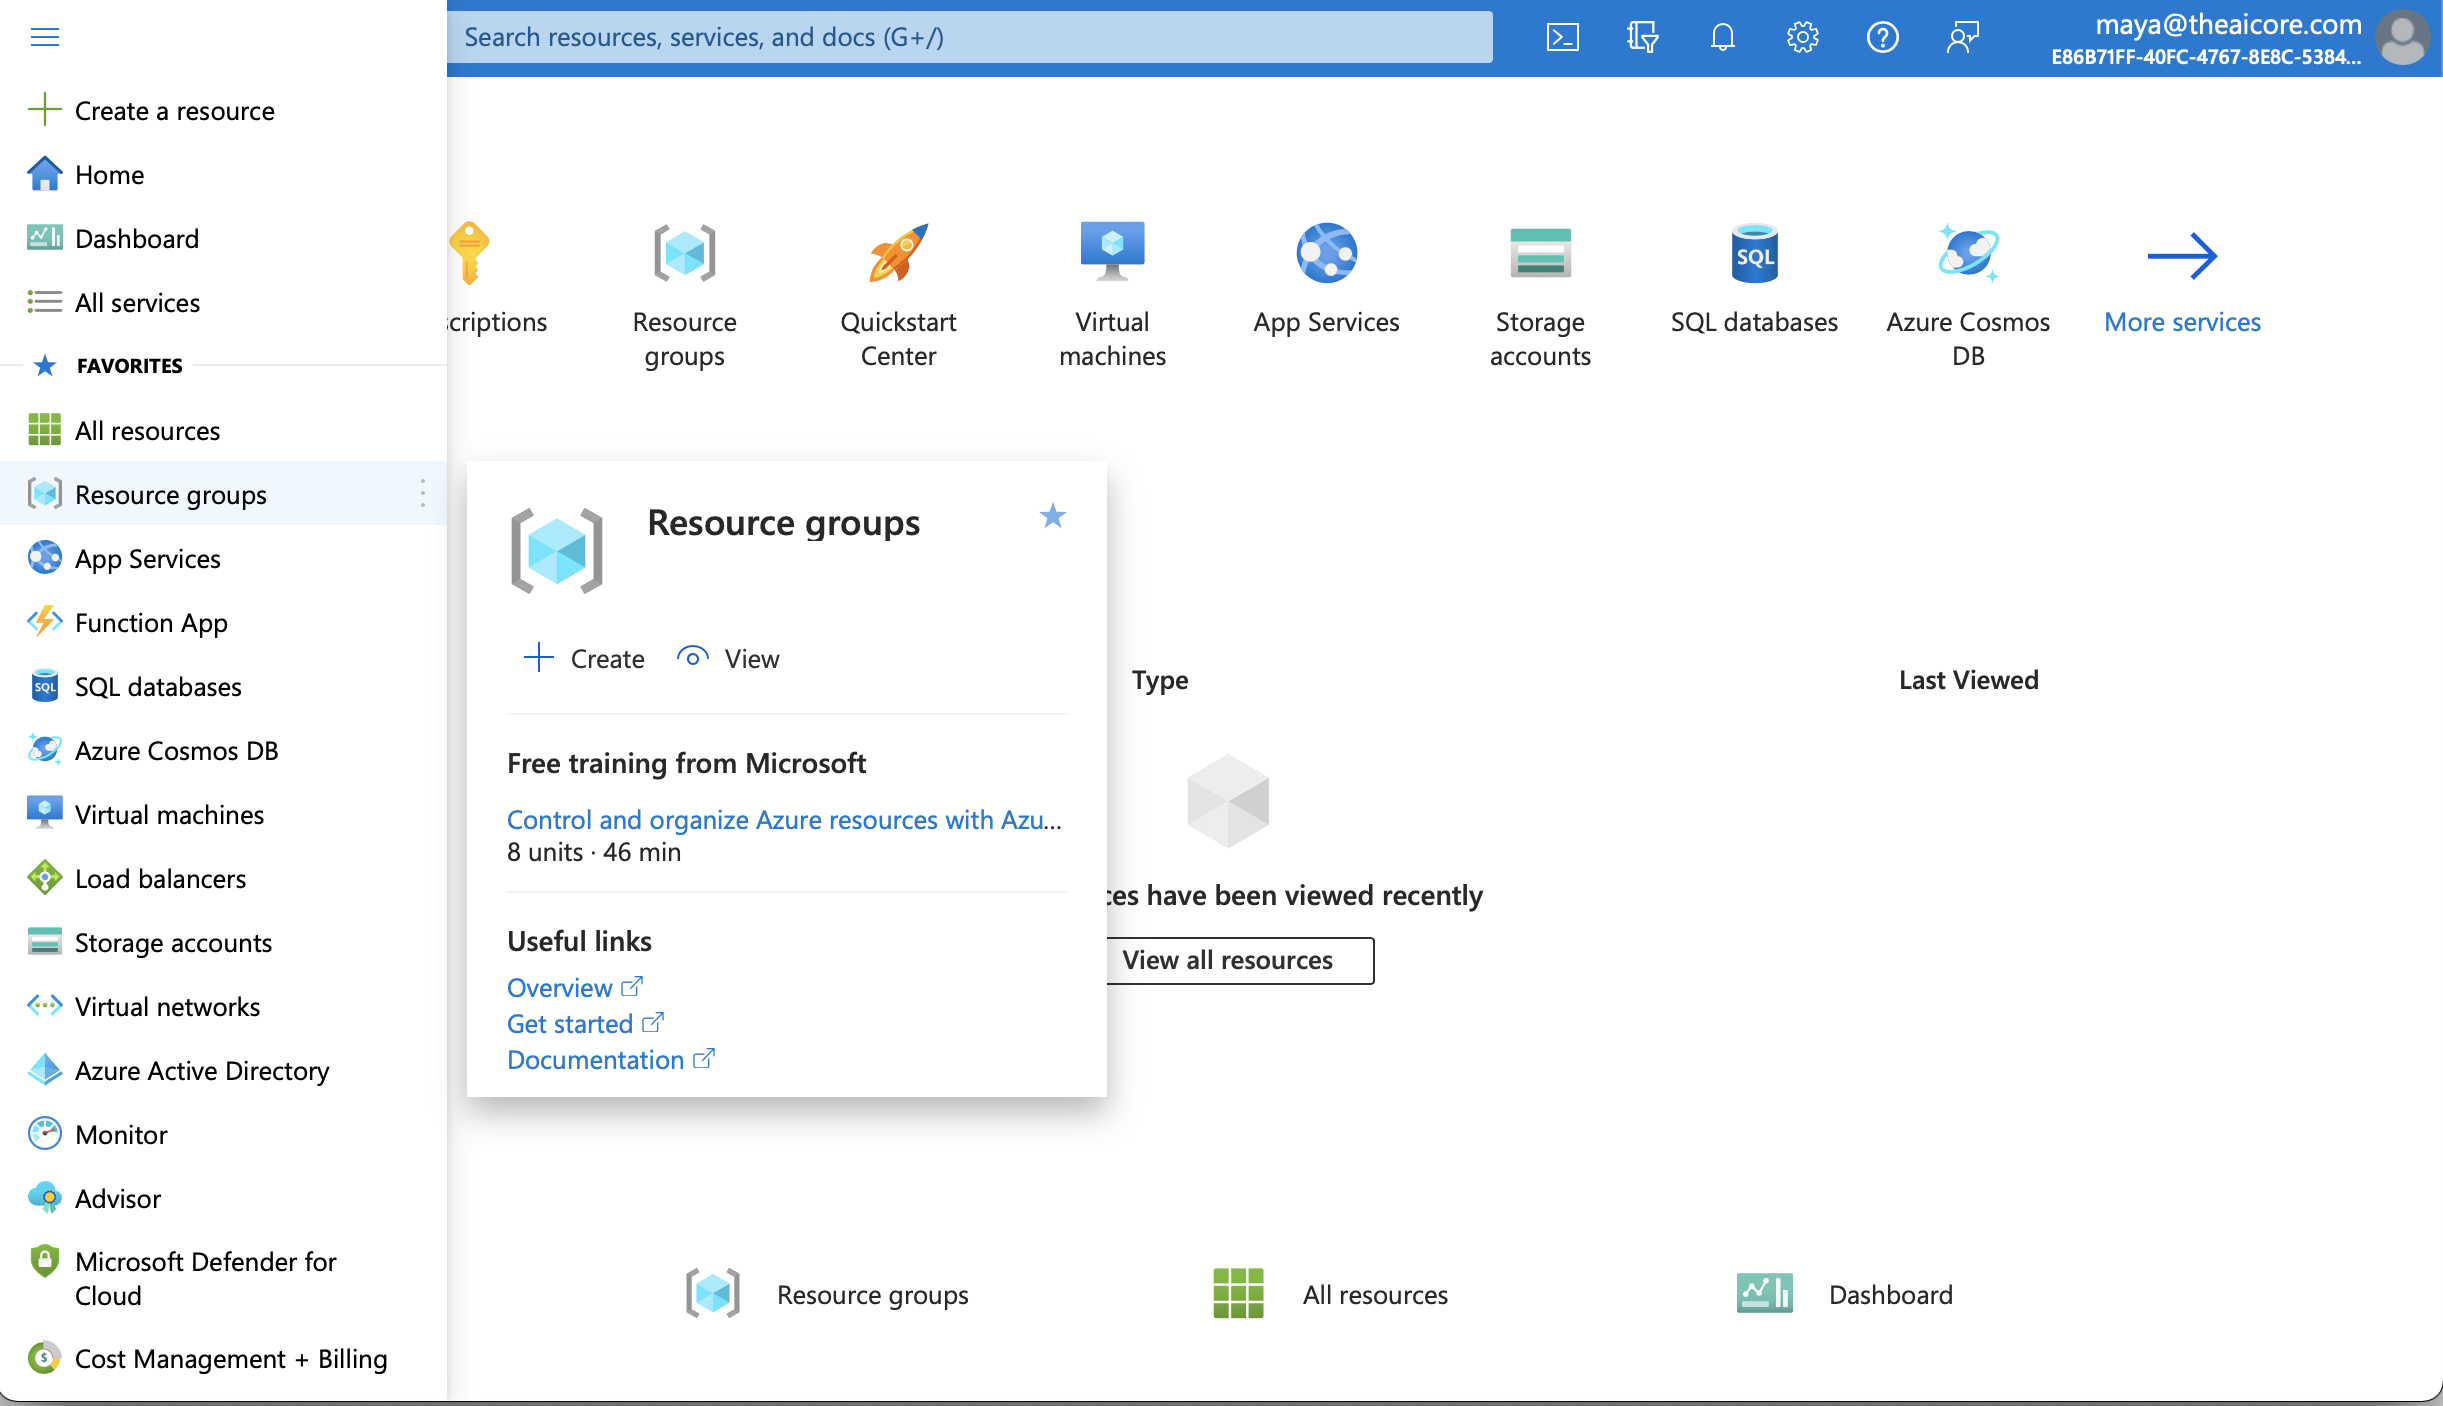 Search resources, services, and docs (G+/)
maya@theaicore.com
E86B71FF-40FC-4767-8E8C-5384...
Create a resource
Home
Dashboard
All services
FAVORITES
All resources
Resource groups
App Services
Function App
SQL databases
Azure Cosmos DB
Virtual machines
Load balancers
Storage accounts
Virtual networks
Azure Active Directory
Monitor
Advisor
Microsoft Defender for
Cloud
Cost Management + Billing
scriptions
Resource
groups
Quickstart
Center
Virtual
machines
App Services
Storage
accounts
SQL
SQL databases
Azure Cosmos
DB
More services
Resource groups
Create
View
Free training from Microsoft
Control and organize Azure resources with Azu...
8 units · 46 min
Useful links
Overview
Get started
Documentation
Type
Last Viewed
ces have been viewed recently
View all resources
Resource groups
All resources
Dashboard